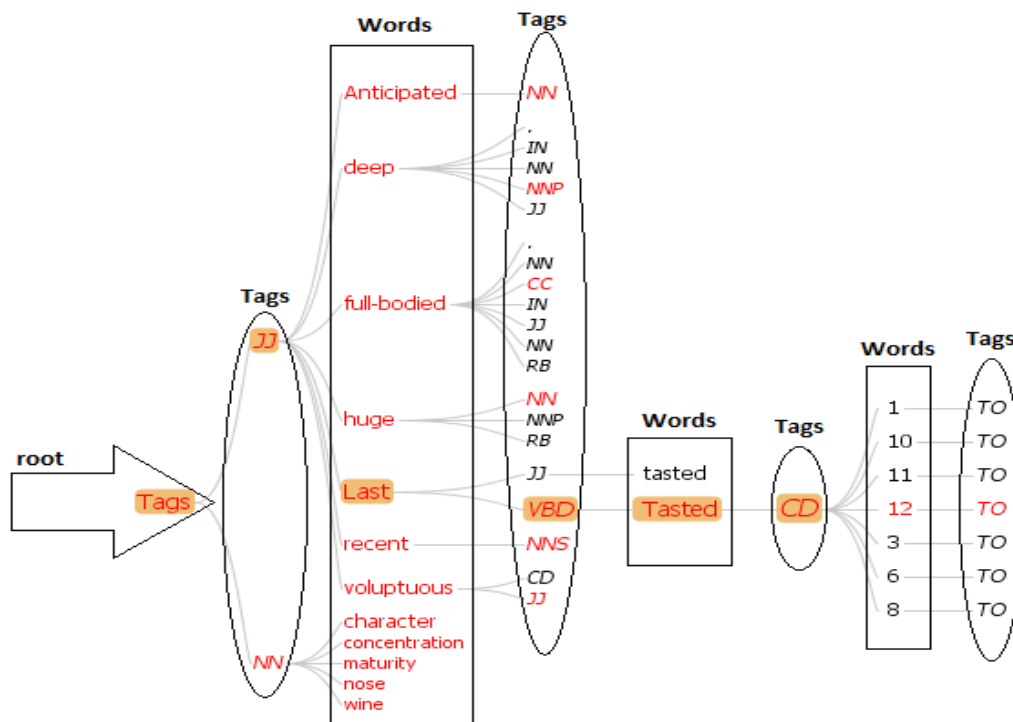 root
Tags
Tags
JJ
NN
Words
Anticipated
deep
full-bodied
huge
Last
recent
voluptuous
character
concentration
maturity
nose
wine
Tags
NN
.
IN
NN
NNP
JJ
.
NN
CC
IN
JJ
NN
RB
NN
NNP
RB
JJ
VBD
NNS
CD
JJ
Words
tasted
Tasted
Tags
CD
Words
1
10
11
12
3
6
8
Tags
TO
TO
TO
TO
TO
TO
TO